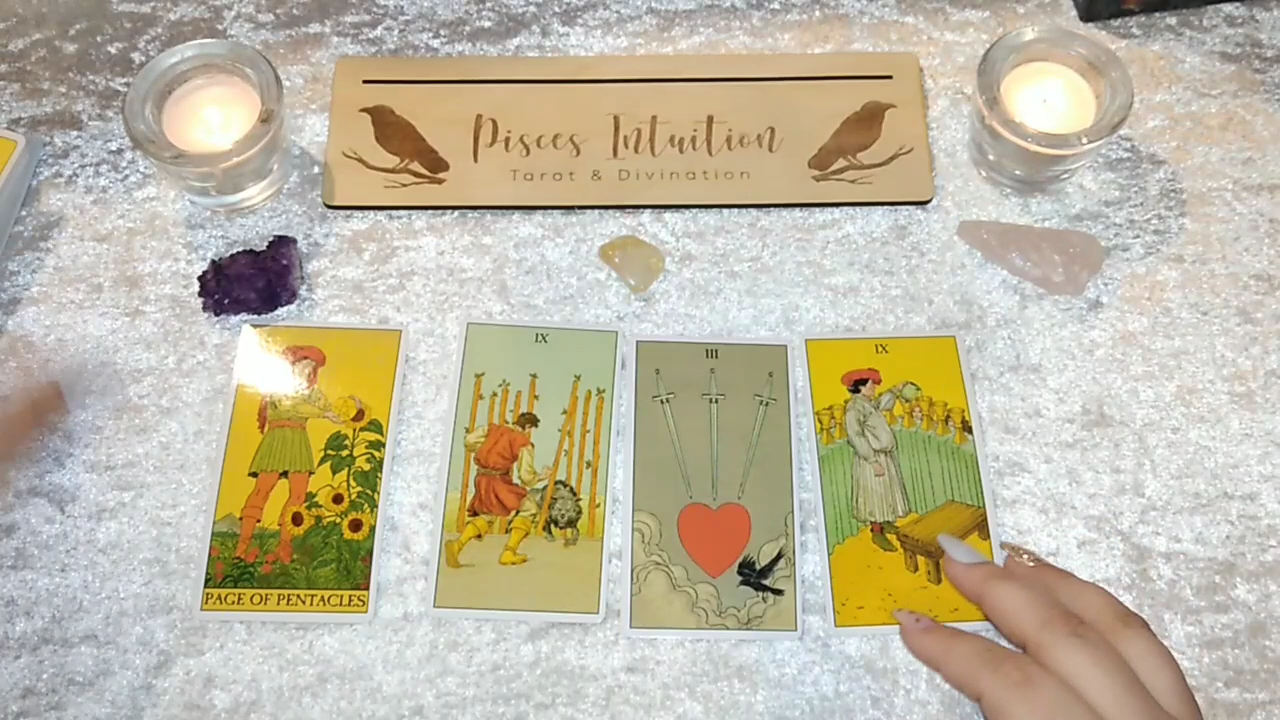 Pisces Intuition
Tarot & Divination
IX
III
IX
PAGE OF PENTACLES